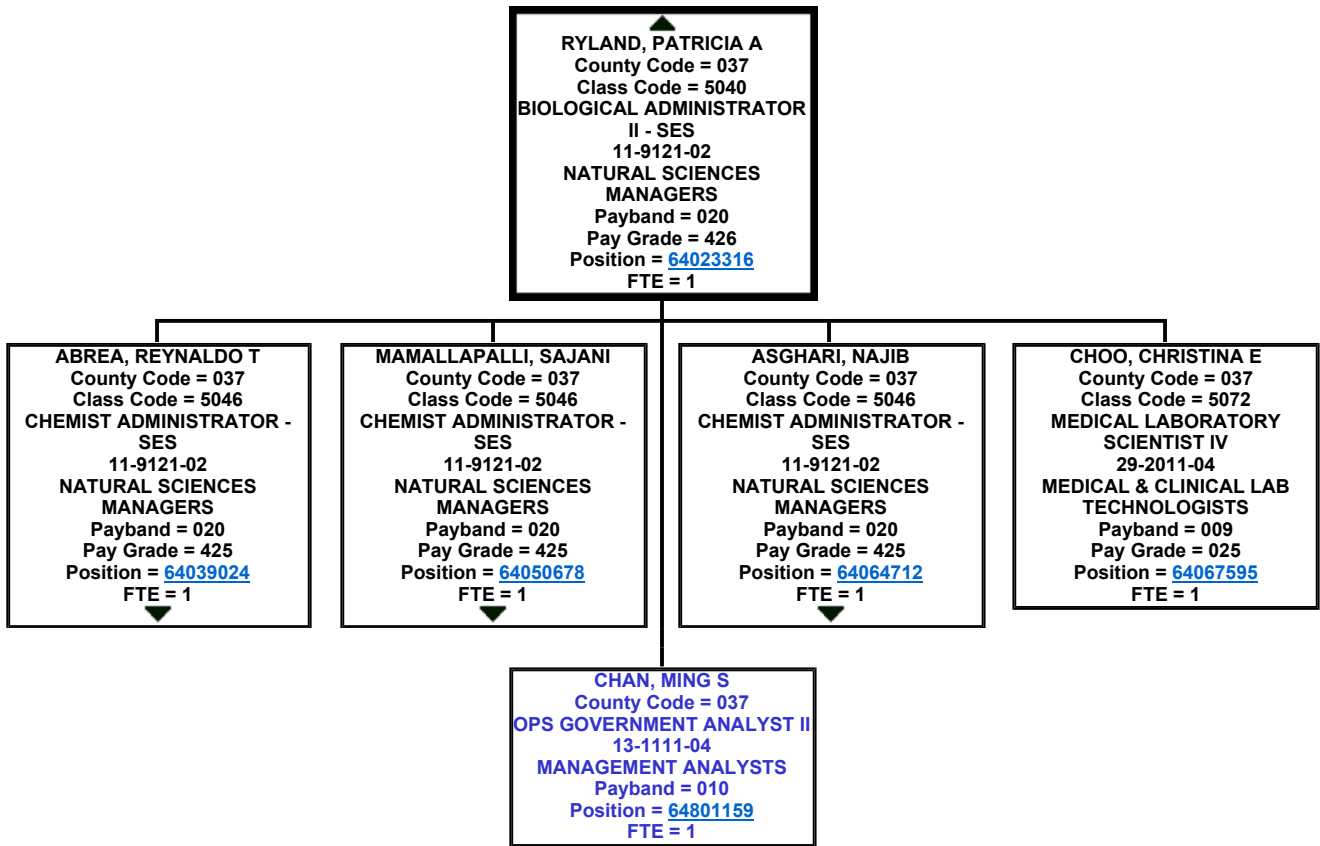 RYLAND, PATRICIA A
County Code = 037
Class Code = 5040
BIOLOGICAL ADMINISTRATOR
II - SES
11-9121-02
NATURAL SCIENCES
MANAGERS
Payband = 020
Pay Grade = 426
Position = 64023316
FTE = 1
ABREA, REYNALDO T
County Code = 037
Class Code = 5046
CHEMIST ADMINISTRATOR -
SES
11-9121-02
NATURAL SCIENCES
MANAGERS
Payband = 020
Pay Grade = 425
Position = 64039024
FTE = 1
MAMALLAPALLI, SAJANI
County Code = 037
Class Code = 5046
CHEMIST ADMINISTRATOR -
SES
11-9121-02
NATURAL SCIENCES
MANAGERS
Payband = 020
Pay Grade = 425
Position = 64050678
FTE = 1
ASGHARI, NAJIB
County Code = 037
Class Code = 5046
CHEMIST ADMINISTRATOR -
SES
11-9121-02
NATURAL SCIENCES
MANAGERS
Payband = 020
Pay Grade = 425
Position = 64064712
FTE = 1
CHOO, CHRISTINA E
County Code = 037
Class Code = 5072
MEDICAL LABORATORY
SCIENTIST IV
29-2011-04
MEDICAL & CLINICAL LAB
TECHNOLOGISTS
Payband = 009
Pay Grade = 025
Position = 64067595
FTE = 1
CHAN, MING S
County Code = 037
OPS GOVERNMENT ANALYST II
13-1111-04
MANAGEMENT ANALYSTS
Payband = 010
Position = 64801159
FTE = 1